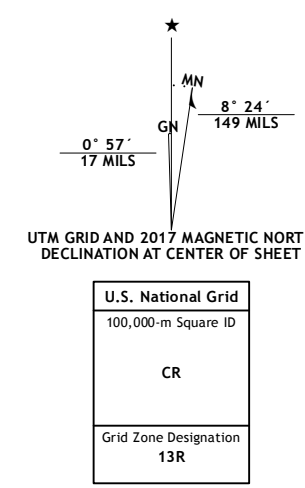 ★
MN
8° 24´
149 MILS
GN
0° 57´
17 MILS
UTM GRID AND 2017 MAGNETIC NORT
DECLINATION AT CENTER OF SHEET
U.S. National Grid
100,000-m Square ID
CR
Grid Zone Designation
13R